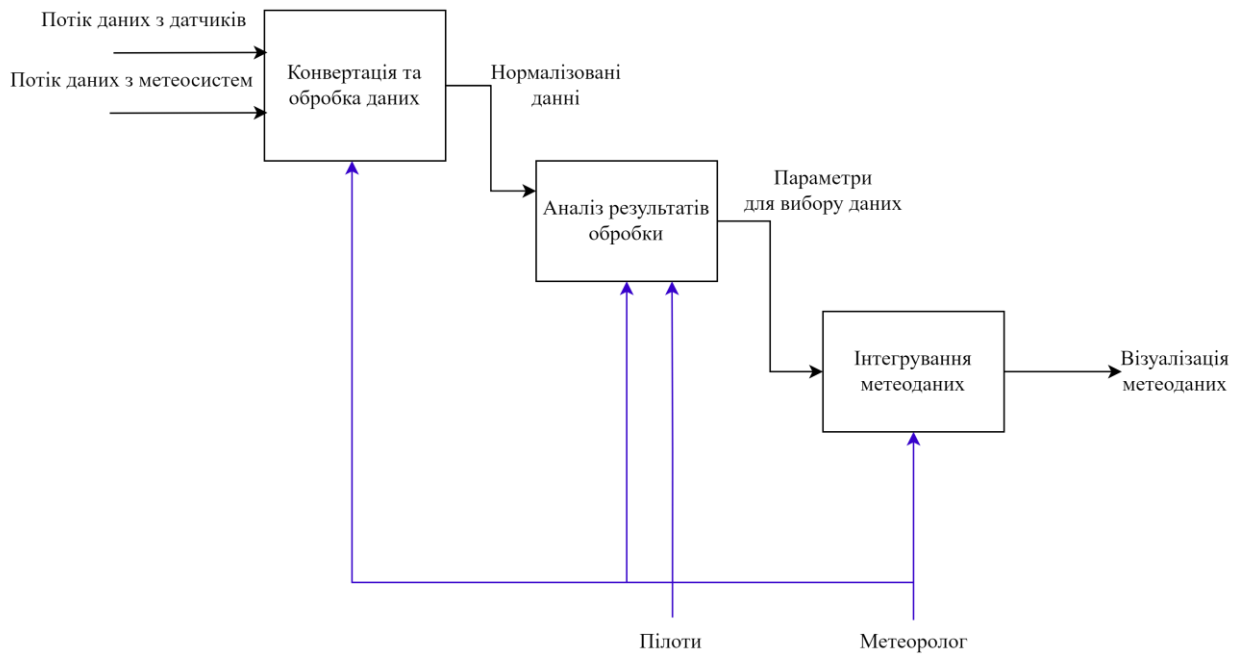 Потік даних з датчиків
Потік даних з метеосистем
Конвертація та
обробка даних
Нормалізовані
данні
Аналіз результатів
обробки
Параметри
для вибору даних
Інтегрування
метеоданих
Візуалізація
метеоданих
Пілоти
Метеоролог